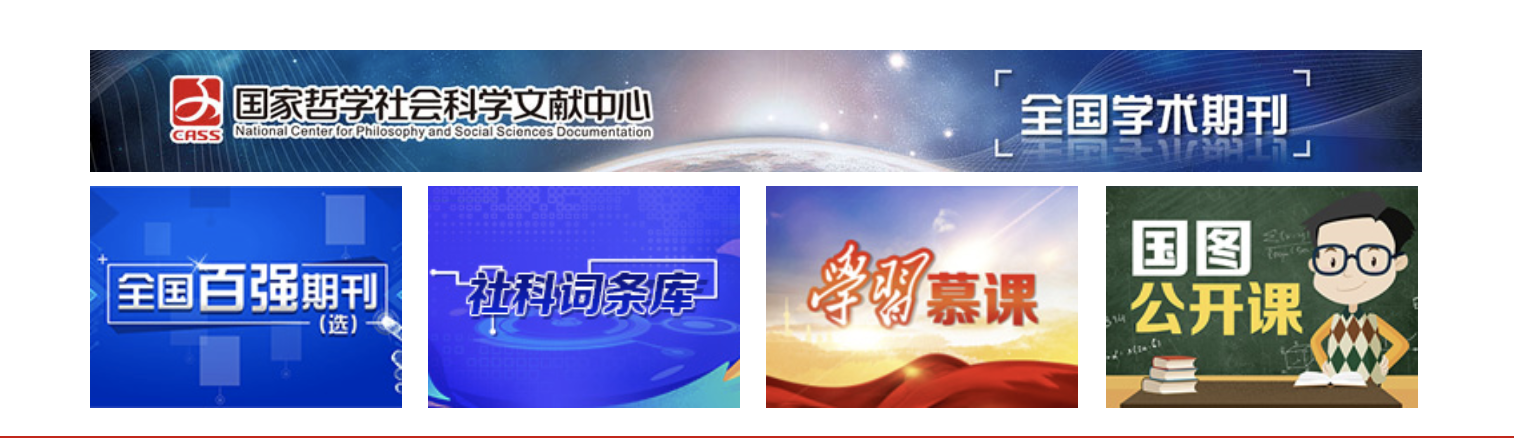 国家哲学社会科学文献中心
National Center for Philosophy and Social Sciences Documentation
CASS
全国学术期刊
全国百强期刊
(选)
社科词条库
學習慕课
国图
公开课